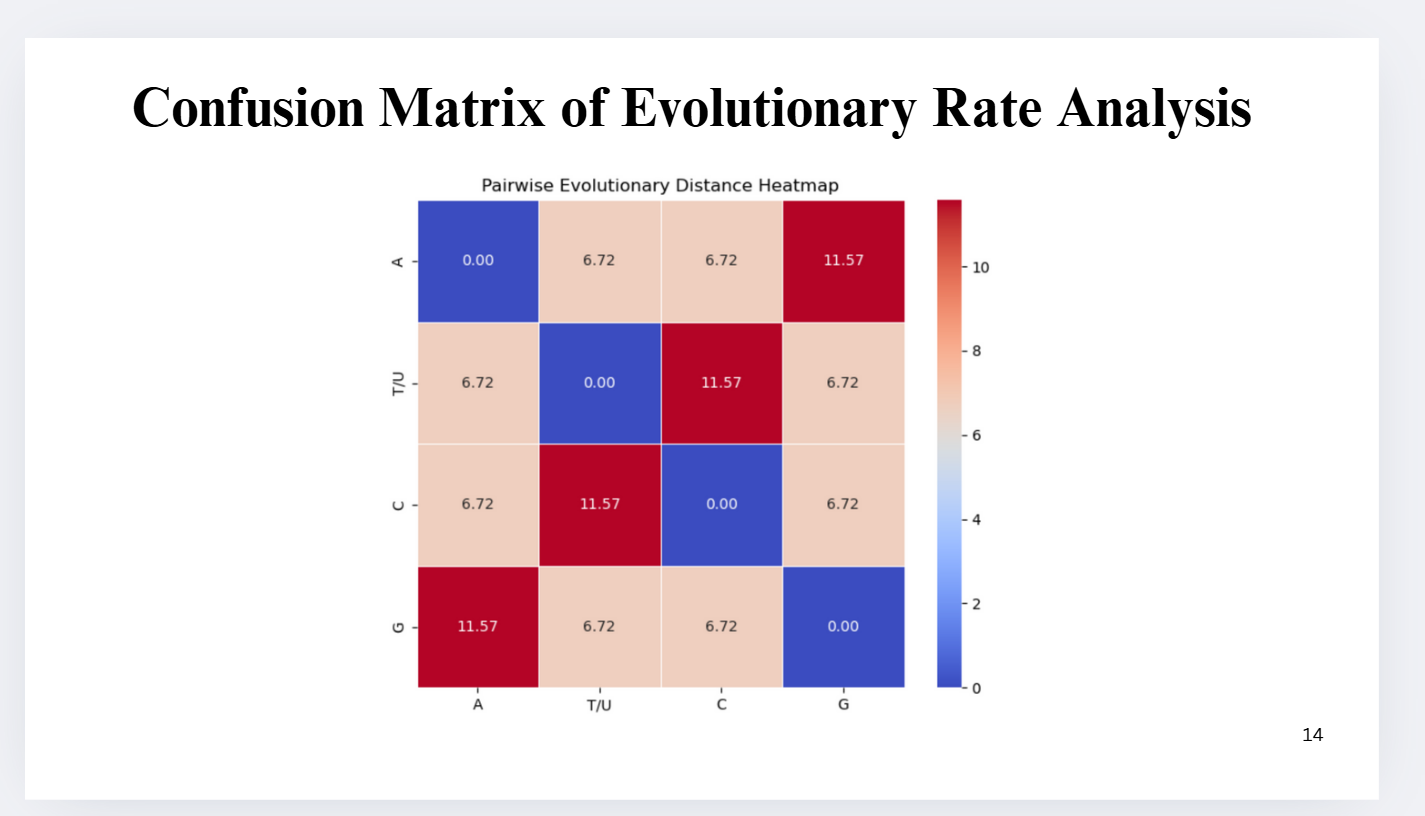 Confusion Matrix of Evolutionary Rate Analysis
Pairwise Evolutionary Distance Heatmap
A 0.00 6.72 6.72 11.57
T/U 6.72 0.00 11.57 6.72
C 6.72 11.57 0.00 6.72
G 11.57 6.72 6.72 0.00
A T/U C G
10
8
6
4
2
0
14